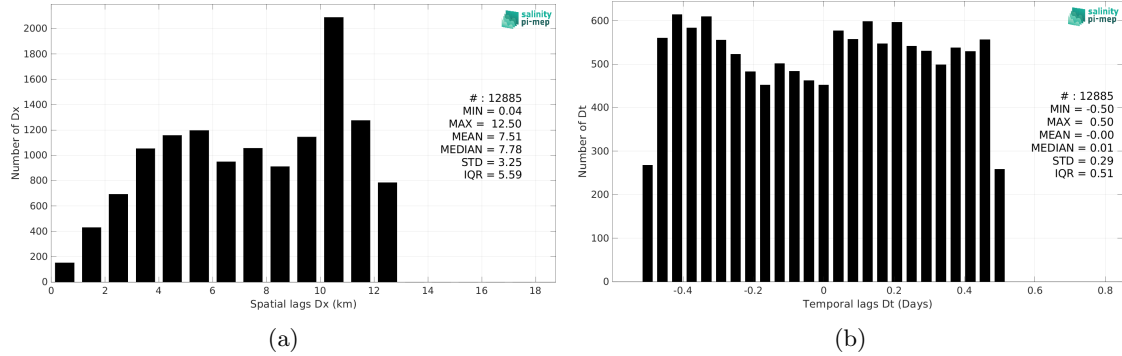 salinity
pi-mep
2000
1800
1600
1400
1200
1000
800
600
400
200
0
Number of Dx
# : 12885
MIN = 0.04
MAX = 12.50
MEAN = 7.51
MEDIAN = 7.78
STD = 3.25
IQR = 5.59
0 2 4 6 8 10 12 14 16 18
Spatial lags Dx (km)
(a)
salinity
pi-mep
600
500
400
300
200
100
0
Number of Dt
# : 12885
MIN = -0.50
MAX = 0.50
MEAN = -0.00
MEDIAN = 0.01
STD = 0.29
IQR = 0.51
-0.4 -0.2 0 0.2 0.4 0.6 0.8
Temporal lags Dt (Days)
(b)